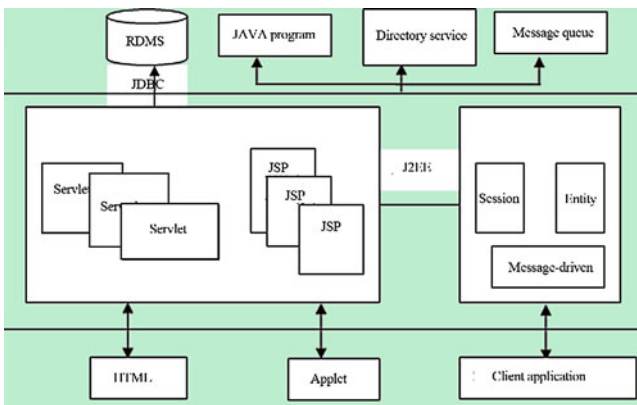 RDMS
JAVA program
Directory service
Message queue
JDBC
J2EE
Servlet
Servlet
JSP
JSP
JSP
Session
Entity
Servlet
Message-driven
HTML
Applet
Client application